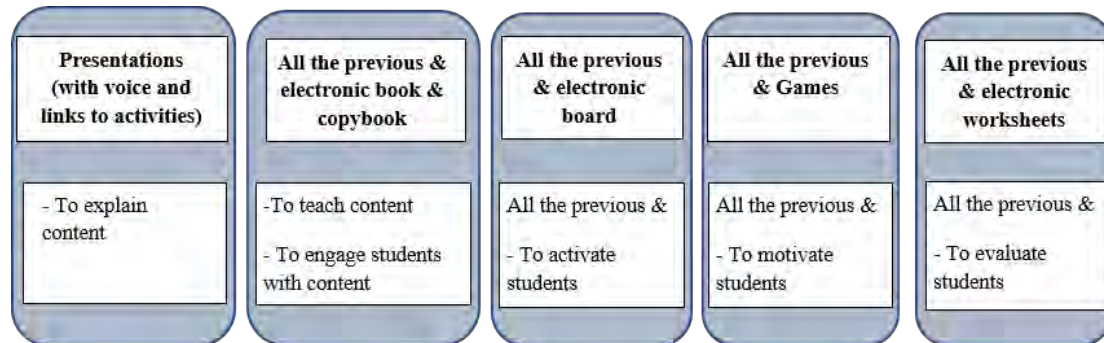 Presentations
(with voice and
links to activities)
- To explain
content
All the previous &
electronic book &
copybook
-To teach content
- To engage students
with content
All the previous
& electronic
board
All the previous &
- To activate
students
All the previous
& Games
All the previous &
- To motivate
students
All the previous
& electronic
worksheets
All the previous &
- To evaluate
students